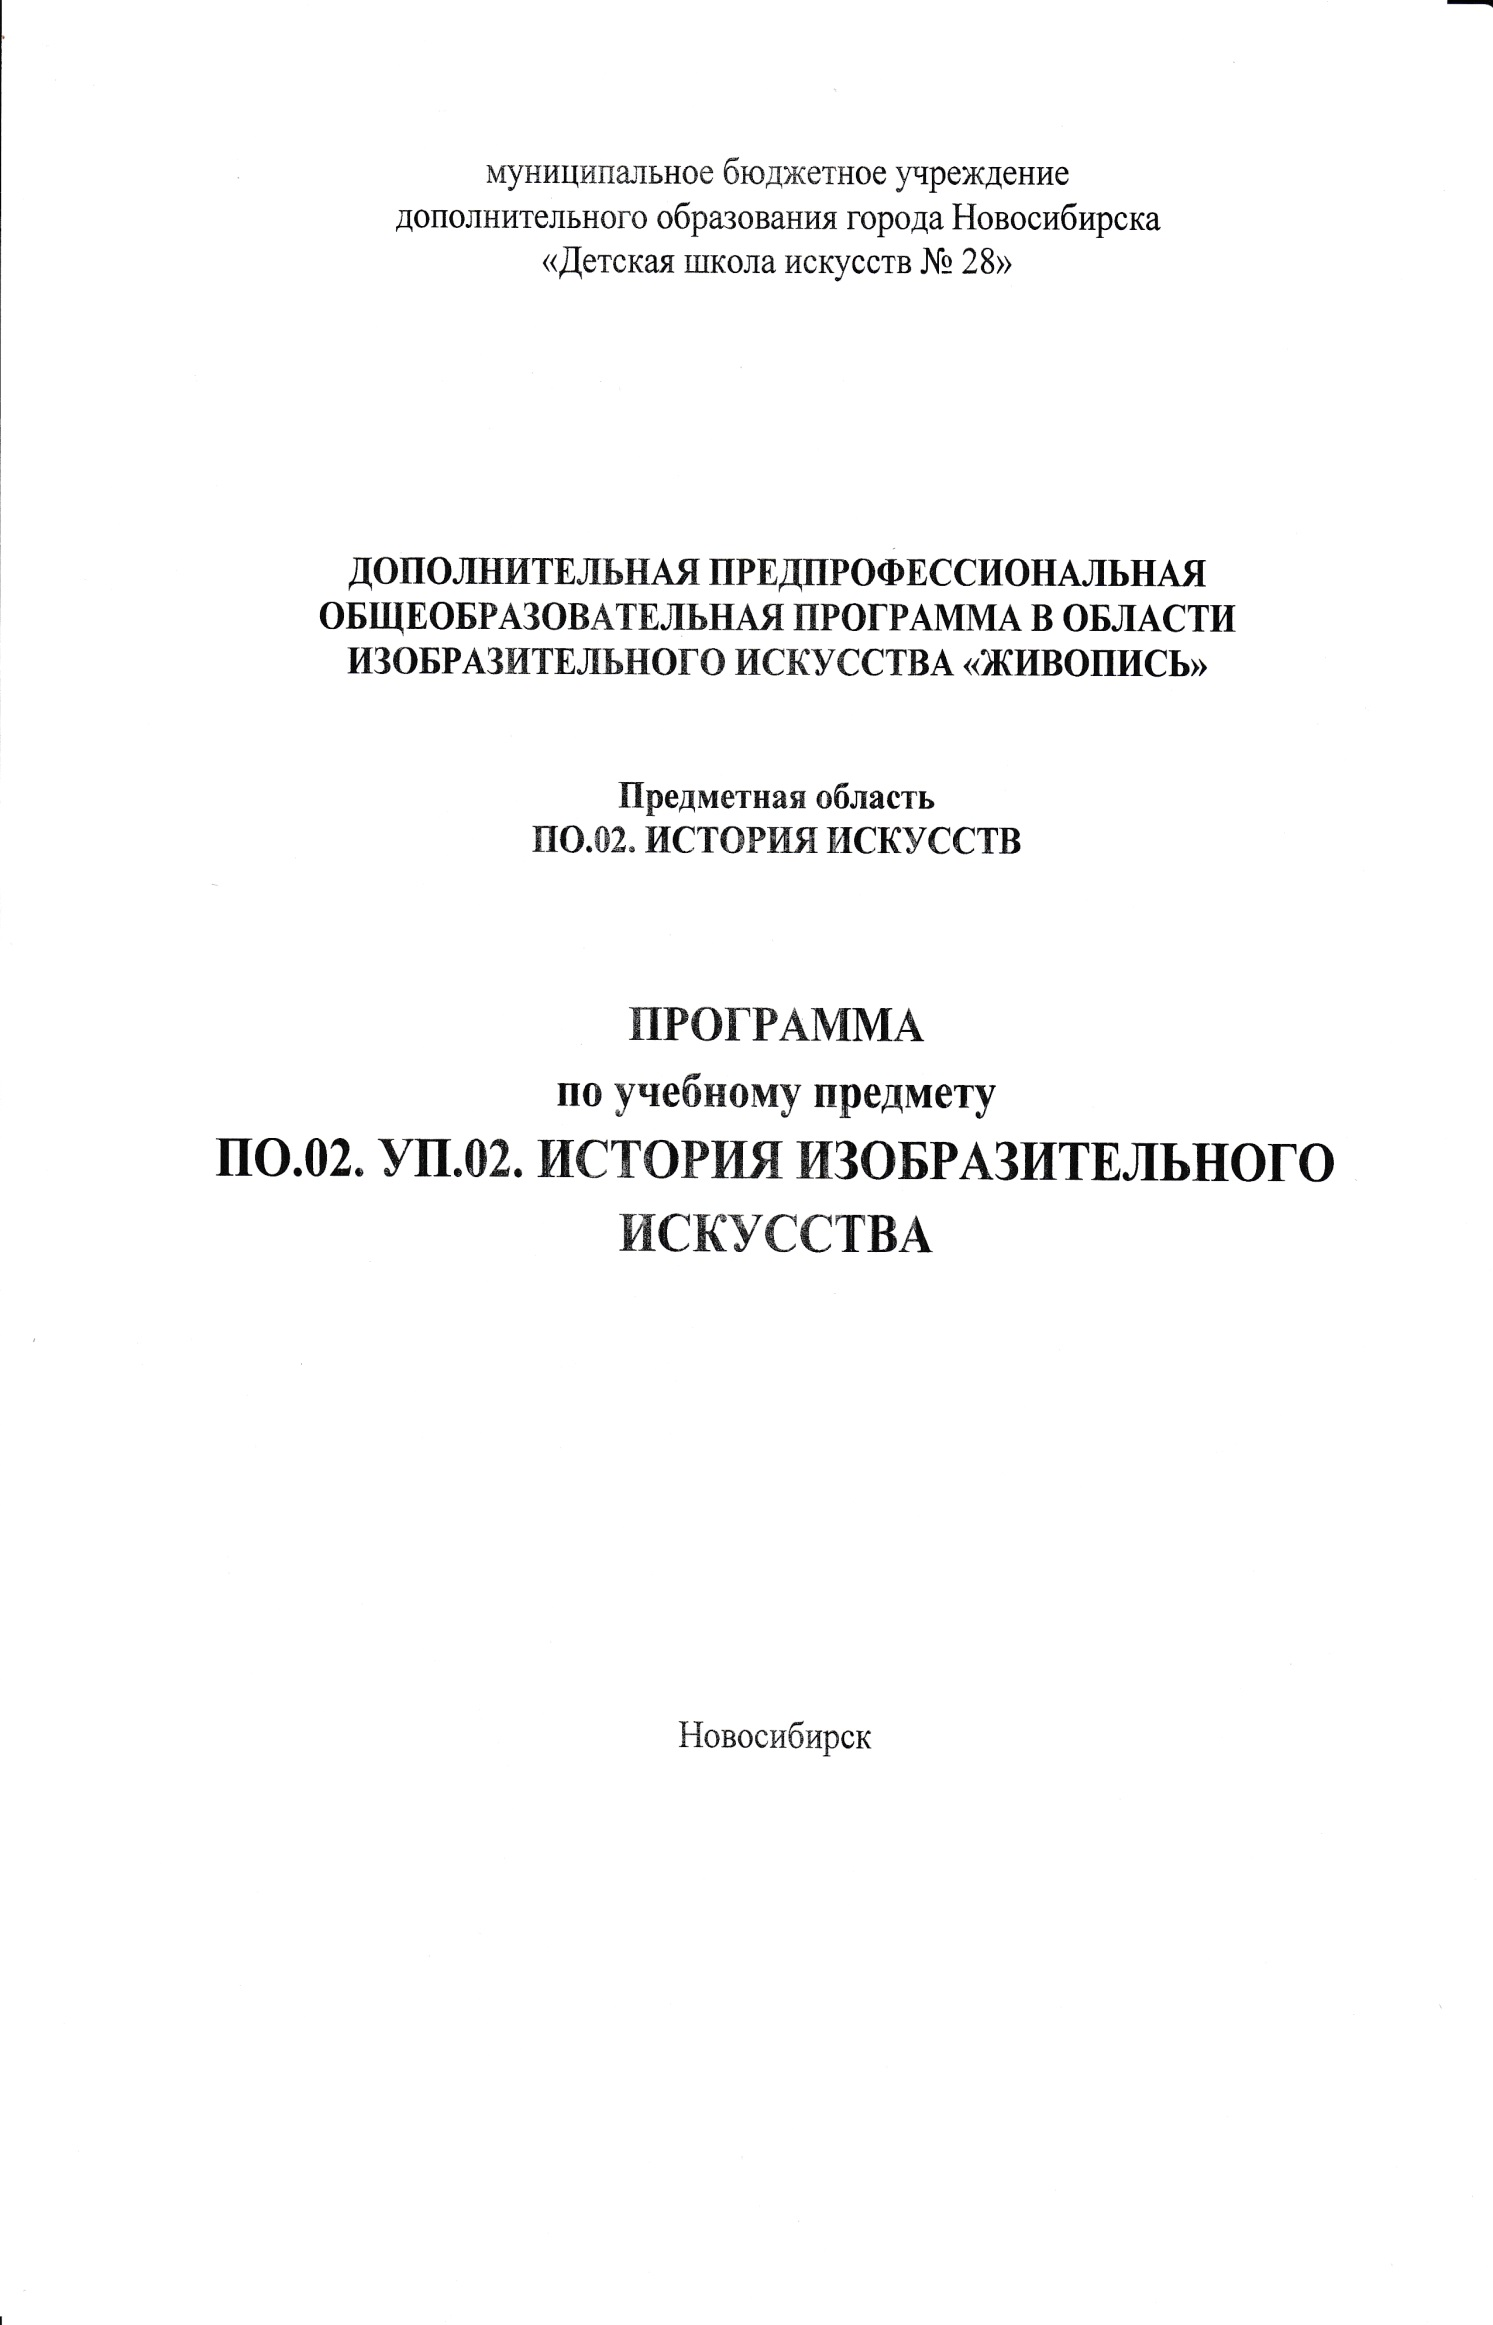 муниципальное бюджетное учреждение
дополнительного образования города Новосибирска
«Детская школа искусств № 28»
ДОПОЛНИТЕЛЬНАЯ ПРЕДПРОФЕССИОНАЛЬНАЯ
ОБЩЕОБРАЗОВАТЕЛЬНАЯ ПРОГРАММА В ОБЛАСТИ
ИЗОБРАЗИТЕЛЬНОГО ИСКУССТВА «ЖИВОПИСЬ»
Предметная область
ПО.02. ИСТОРИЯ ИСКУССТВ
ПРОГРАММА
по учебному предмету
ПО.02. УП.02. ИСТОРИЯ ИЗОБРАЗИТЕЛЬНОГО
ИСКУССТВА
Новосибирск